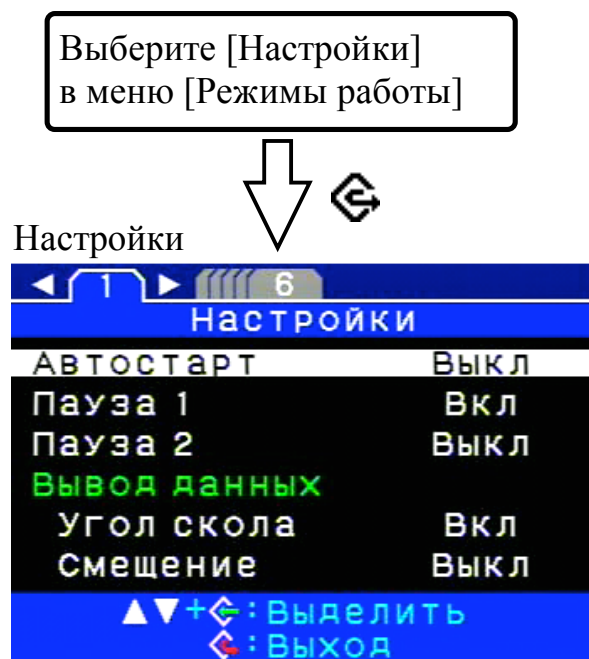 Выберите [Настройки]
в меню [Режимы работы]
Настройки
1 6
Настройки
Автостарт Выкл
Пауза 1 Вкл
Пауза 2 Выкл
Вывод данных
Угол скола Вкл
Смещение Выкл
▲▼+ : Выделить
: Выход